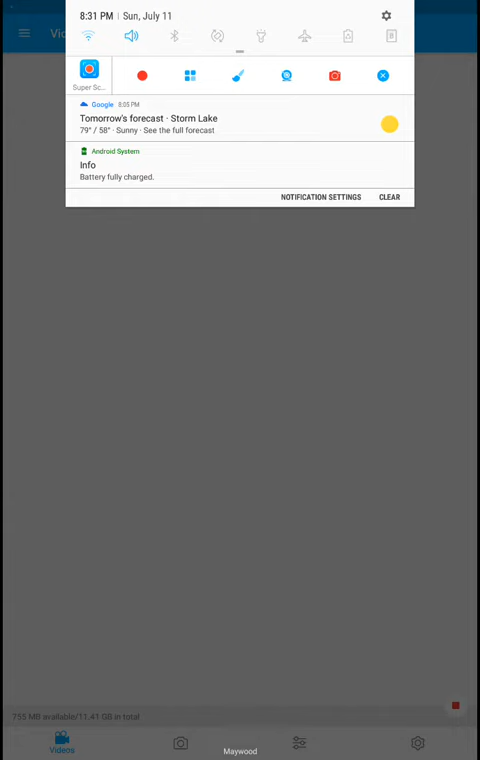 8:31 PM | Sun, July 11
Vid
Super Sc...
Google 8:05 PM
Tomorrow's forecast · Storm Lake
79° / 58° · Sunny · See the full forecast
Android System
Info
Battery fully charged.
NOTIFICATION SETTINGS CLEAR
755 MB available/11.41 GB in total
Videos
Maywood